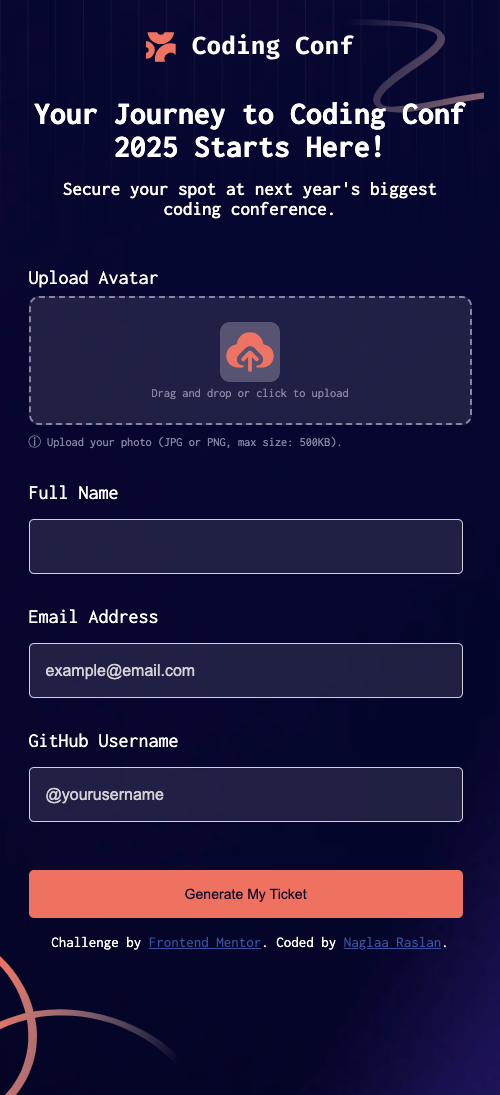 Coding Conf
Your Journey to Coding Conf
2025 Starts Here!
Secure your spot at next year's biggest
coding conference.
Upload Avatar
Drag and drop or click to upload
ⓘ Upload your photo (JPG or PNG, max size: 500KB).
Full Name
Email Address
example@email.com
GitHub Username
@yourusername
Generate My Ticket
Challenge by Frontend Mentor. Coded by Naglaa Raslan.